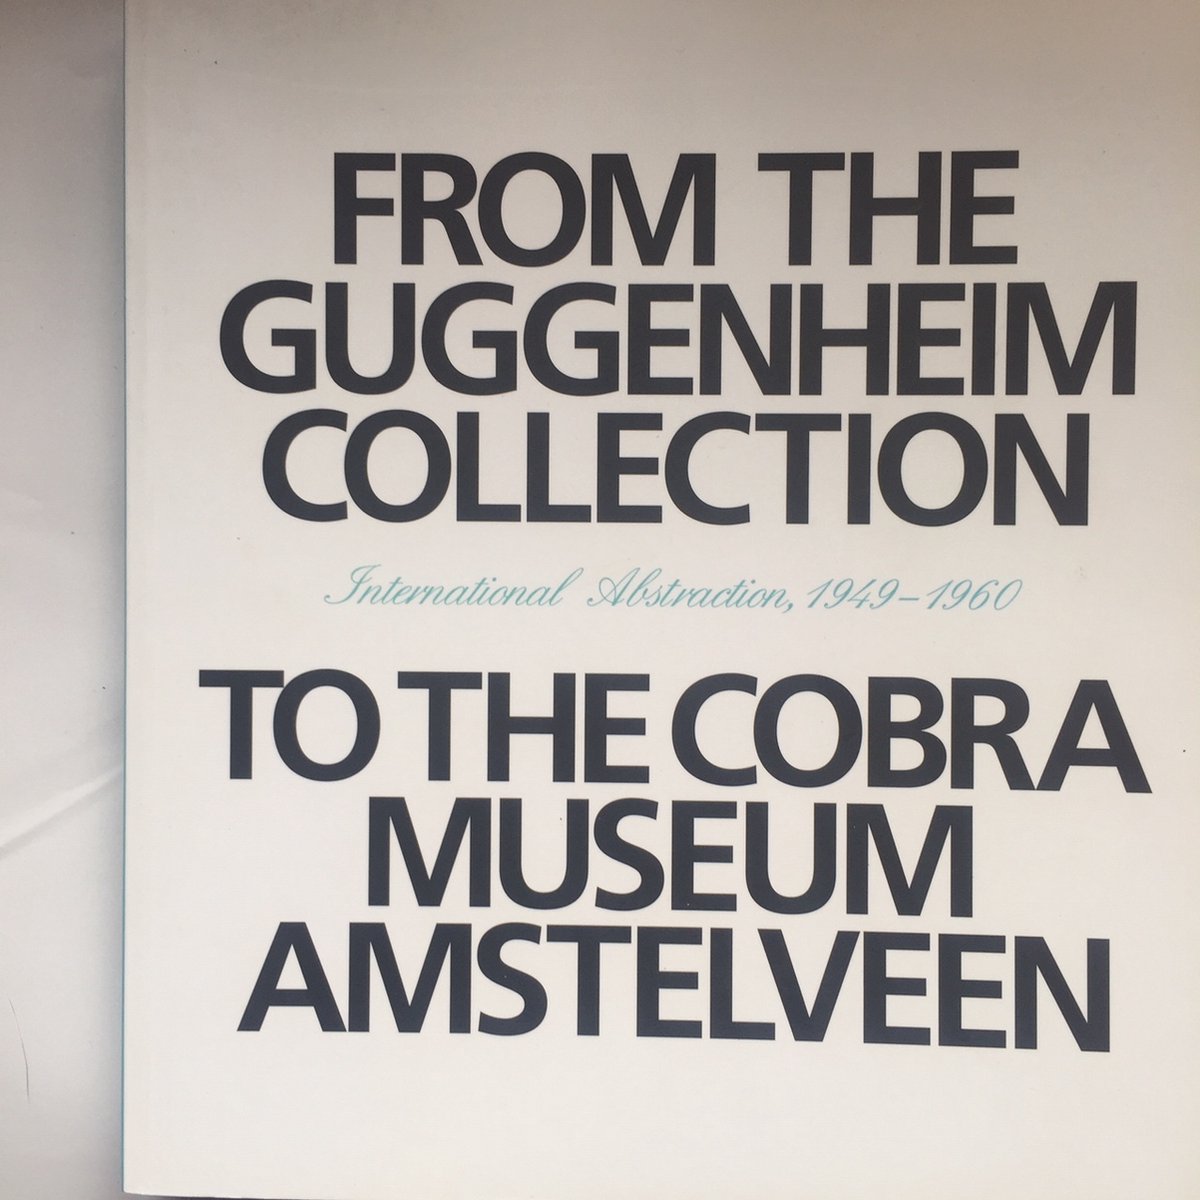 FROM THE
GUGGENHEIM
COLLECTION
International Abstraction, 1949–1960
TO THE COBRA
MUSEUM
AMSTELVEEN